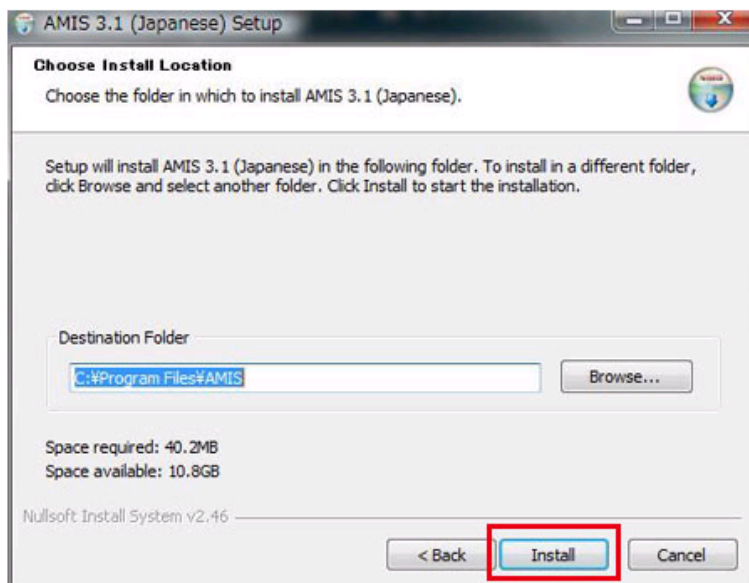 AMIS 3.1 (Japanese) Setup
Choose Install Location
Choose the folder in which to install AMIS 3.1 (Japanese).
Setup will install AMIS 3.1 (Japanese) in the following folder. To install in a different folder,
click Browse and select another folder. Click Install to start the installation.
Destination Folder
C:¥Program Files¥AMIS
Browse...
Space required: 40.2MB
Space available: 10.8GB
Nullsoft Install System v2.46
< Back
Install
Cancel